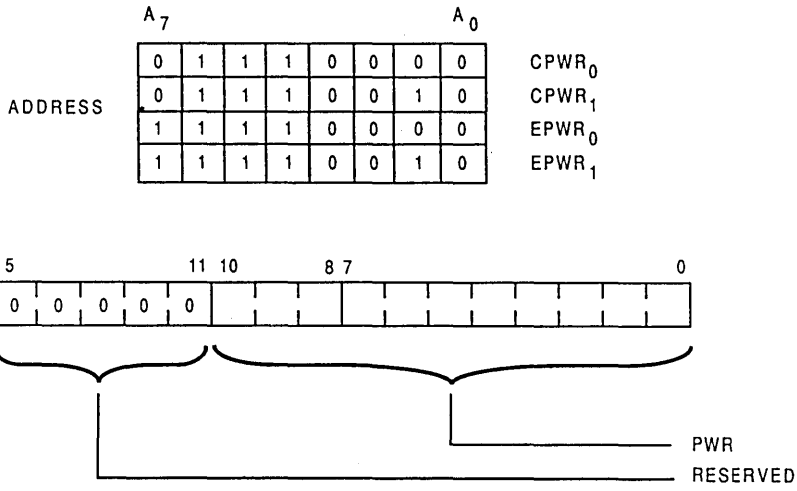 A7 A0
0 1 1 1 0 0 0 0 CPWR0
ADDRESS
0 1 1 1 0 0 1 0 CPWR1
1 1 1 1 0 0 0 0 EPWR0
1 1 1 1 0 0 1 0 EPWR1
5 11 10 8 7 0
0 0 0 0 0
PWR
RESERVED